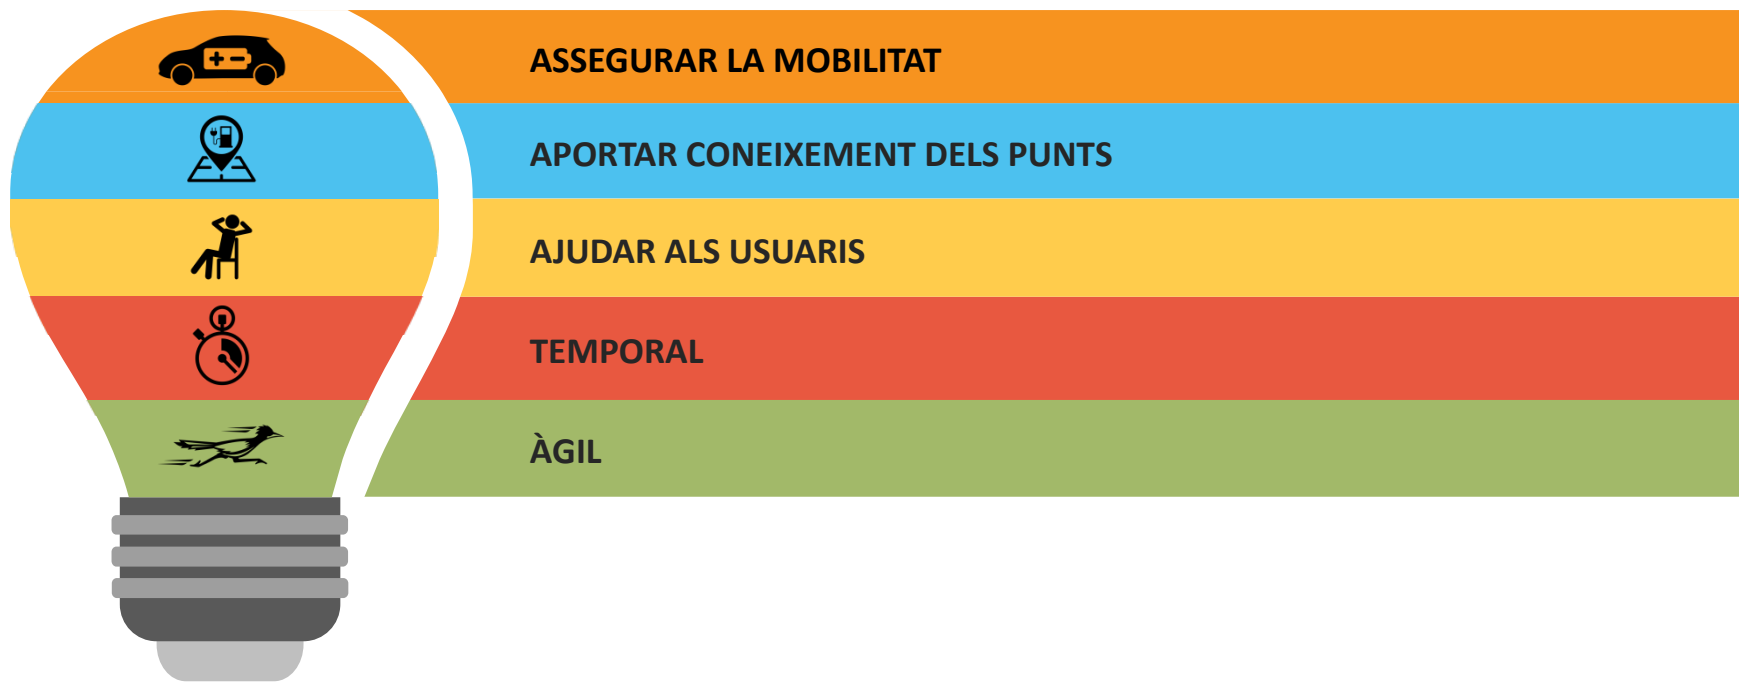 ASSEGURAR LA MOBILITAT
APORTAR CONEIXEMENT DELS PUNTS
AJUDAR ALS USUARIS
TEMPORAL
ÀGIL